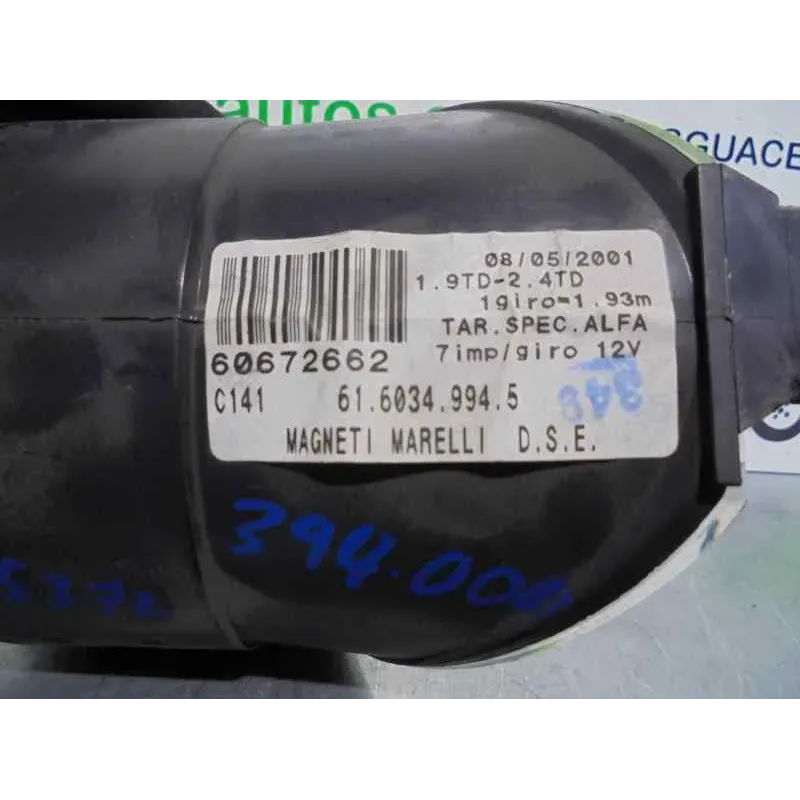 autos
GUACE
08/05/2001
1.9TD-2.4TD
1giro=1.93m
TAR.SPEC.ALFA
60672662
7imp/giro 12V
C141 61.6034.994.5
348
MAGNETI MARELLI D.S.E.
394.000